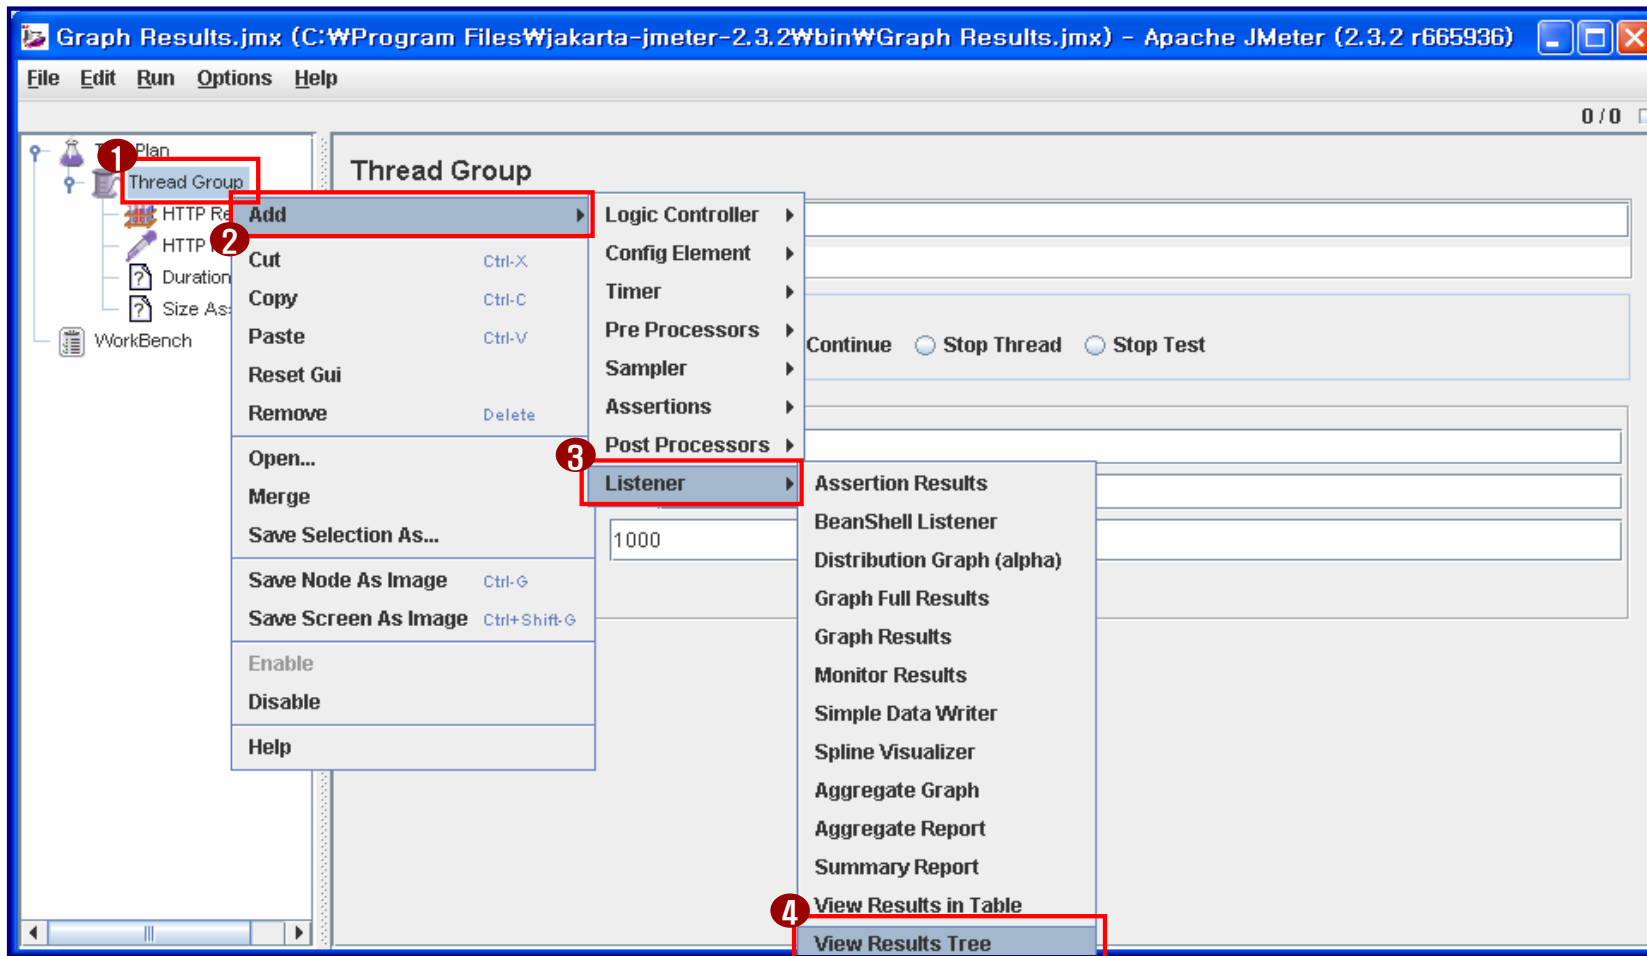 Graph Results.jmx (C:₩Program Files₩jakarta-jmeter-2.3.2₩bin₩Graph Results.jmx) - Apache JMeter (2.3.2 r665936)
File Edit Run Options Help
0 / 0
Plan
1
Thread Group
HTTP Re
HTTP
Duration
Size As
WorkBench
Thread Group
Continue Stop Thread Stop Test
1000
2
Add
Cut Ctrl-X
Copy Ctrl-C
Paste Ctrl-V
Reset Gui
Remove Delete
Open...
Merge
Save Selection As...
Save Node As Image Ctrl-G
Save Screen As Image Ctrl+Shift-G
Enable
Disable
Help
Logic Controller
Config Element
Timer
Pre Processors
Sampler
Assertions
Post Processors
3
Listener
Assertion Results
BeanShell Listener
Distribution Graph (alpha)
Graph Full Results
Graph Results
Monitor Results
Simple Data Writer
Spline Visualizer
Aggregate Graph
Aggregate Report
Summary Report
View Results in Table
4
View Results Tree